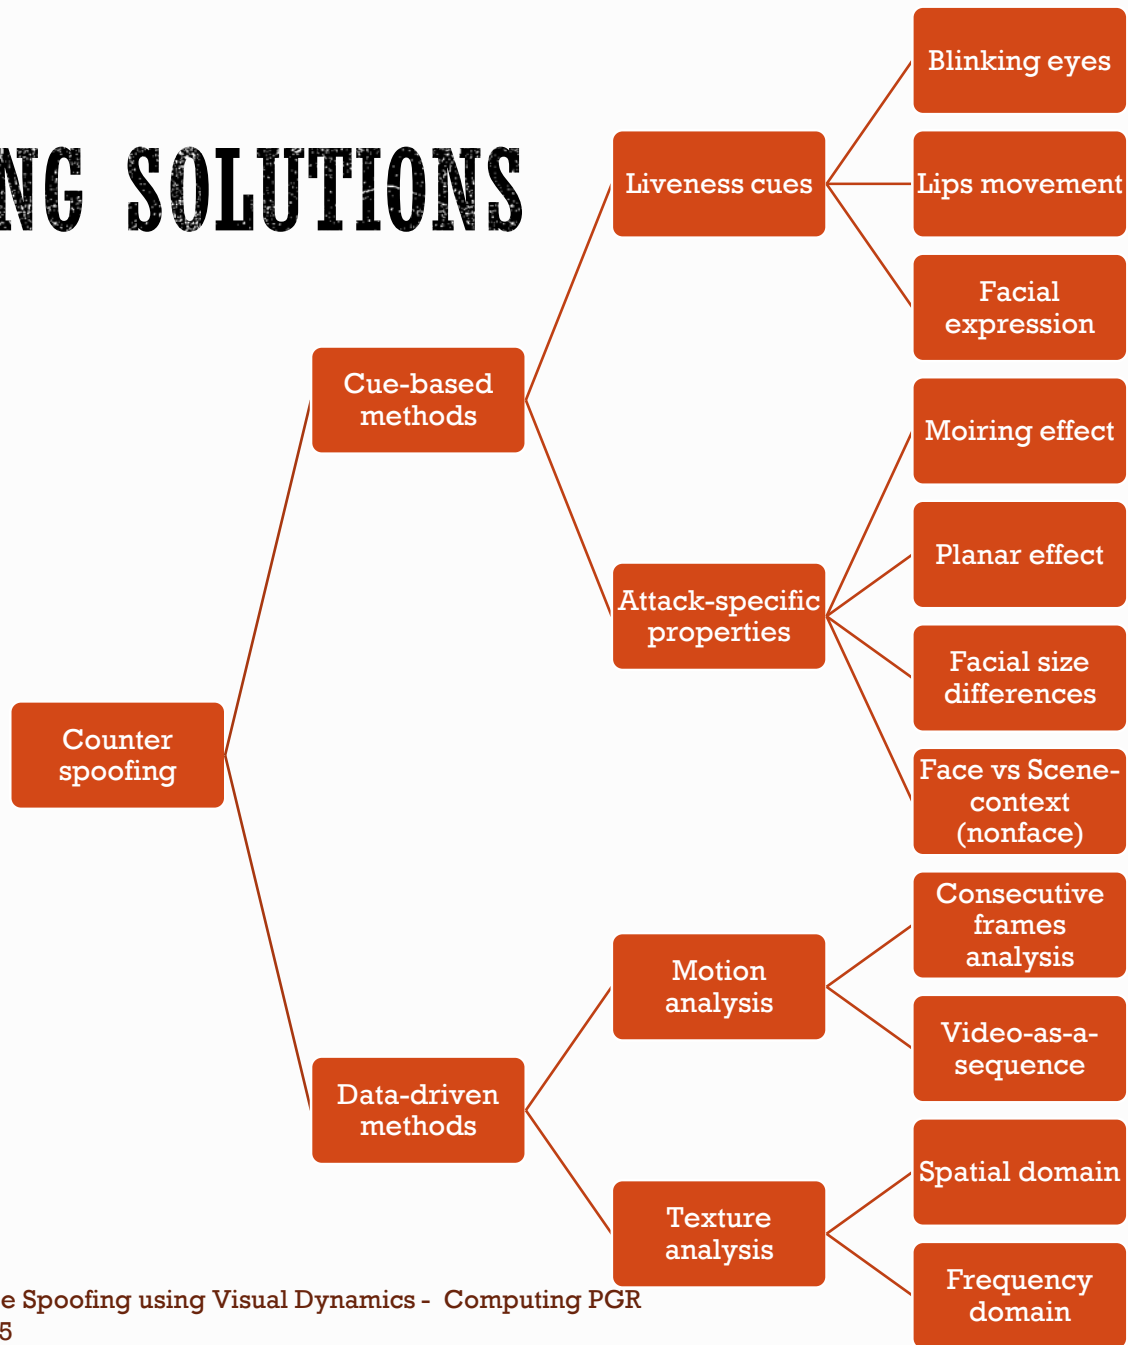 NG SOLUTIONS
Counter
spoofing
Cue-based
methods
Liveness cues
Blinking eyes
Lips movement
Facial
expression
Attack-specific
properties
Moiring effect
Planar effect
Facial size
differences
Face vs Scene-
context
(nonface)
Data-driven
methods
Motion
analysis
Consecutive
frames
analysis
Video-as-a-
sequence
Texture
analysis
Spatial domain
Frequency
domain
e Spoofing using Visual Dynamics - Computing PGR
5